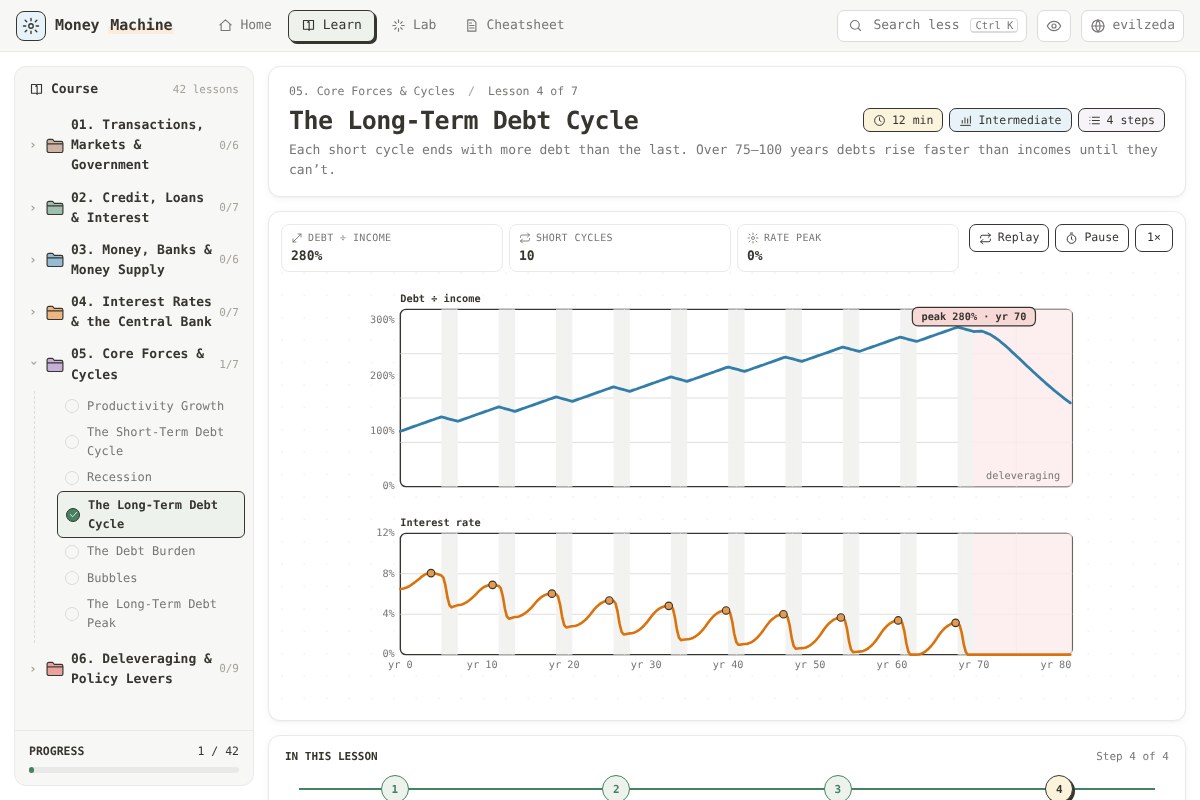 Money Machine
Home
Learn
Lab
Cheatsheet
Search less
Ctrl K
evilzeda
Course
42 lessons
01. Transactions,
Markets &
Government
0/6
02. Credit, Loans
& Interest
0/7
03. Money, Banks &
Money Supply
0/6
04. Interest Rates
& the Central Bank
0/7
05. Core Forces &
Cycles
1/7
Productivity Growth
The Short-Term Debt
Cycle
Recession
The Long-Term Debt
Cycle
The Debt Burden
Bubbles
The Long-Term Debt
Peak
06. Deleveraging &
Policy Levers
0/9
PROGRESS
1 / 42
05. Core Forces & Cycles / Lesson 4 of 7
The Long-Term Debt Cycle
12 min
Intermediate
4 steps
Each short cycle ends with more debt than the last. Over 75–100 years debts rise faster than incomes until they
can’t.
DEBT ÷ INCOME
280%
SHORT CYCLES
10
RATE PEAK
0%
Replay
Pause
1×
Debt ÷ income
300%
200%
100%
0%
peak 280% · yr 70
deleveraging
Interest rate
12%
8%
4%
0%
yr 0
yr 10
yr 20
yr 30
yr 40
yr 50
yr 60
yr 70
yr 80
IN THIS LESSON
Step 4 of 4
1
2
3
4